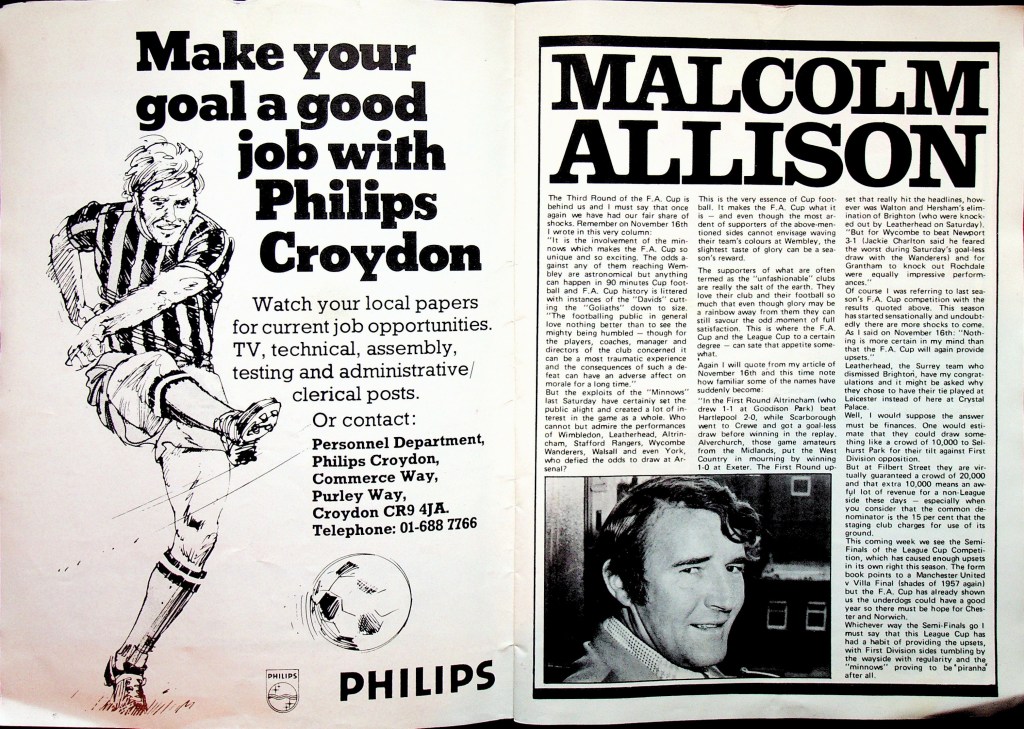 Make your
goal a good
job with
Philips
Croydon
Watch your local papers
for current job opportunities.
TV, technical, assembly,
testing and administrative/
clerical posts.
Or contact:
Personnel Department,
Philips Croydon,
Commerce Way,
Purley Way,
Croydon CR9 4JA.
Telephone: 01-688 7766
PHILIPS
PHILIPS
MALCOLM
ALLISON
The Third Round of the F.A. Cup is
behind us and I must say that once
again we have had our fair share of
shocks. Remember on November 16th
I wrote in this very column:
"It is the involvement of the min-
nows which makes the F.A. Cup so
unique and so exciting. The odds a-
gainst any of them reaching Wem-
bley are astronomical but anything
can happen in 90 minutes Cup foot-
ball and F.A. Cup history is littered
with instances of the "Davids" cutt-
ing the "Goliaths" down to size.
"The footballing public in general
love nothing better than to see the
mighty being humbled — though for
the players, coaches, manager and
directors of the club concerned it
can be a most traumatic experience
and the consequences of such a de-
feat can have an adverse affect on
morale for a long time."
But the exploits of the "Minnows"
last Saturday have certainly set the
public alight and created a lot of in-
terest in the game as a whole. Who
cannot but admire the performances
of Wimbledon, Leatherhead, Altrin-
cham, Stafford Rangers, Wycombe
Wanderers, Walsall and even York,
who defied the odds to draw at Ar-
senal?
This is the very essence of Cup foot-
ball. It makes the F.A. Cup what it
is — and even though the most ar-
dent of supporters of the above-men-
tioned sides cannot envisage waving
their team's colours at Wembley, the
slightest taste of glory can be a sea-
son's reward.
The supporters of what are often
termed as the "unfashionable" clubs
are really the salt of the earth. They
love their club and their football so
much that even though glory may be
a rainbow away from them they can
still savour the odd moment of full
satisfaction. This is where the F.A.
Cup and the League Cup to a certain
degree — can sate that appetite some-
what.
Again I will quote from my article of
November 16th and this time note
how familiar some of the names have
suddenly become:
"In the First Round Altrincham (who
drew 1-1 at Goodison Park) beat
Hartlepool 2-0, while Scarborough
went to Crewe and got a goal-less
draw before winning in the replay.
Alverchurch, those game amateurs
from the Midlands, put the West
Country in mourning by winning
1-0 at Exeter. The First Round up-
set that really hit the headlines, how-
ever was Walton and Hersham's elim-
ination of Brighton (who were knock-
ed out by Leatherhead on Saturday).
"But for Wycombe to beat Newport
3-1 (Jackie Charlton said he feared
the worst during Saturday's goal-less
draw with the Wanderers) and for
Grantham to knock out Rochdale
were equally impressive perform-
ances."
Of course I was referring to last sea-
son's F.A. Cup competition with the
results quoted above. This season
has started sensationally and undoubt-
edly there are more shocks to come.
As I said on November 16th: "Noth-
ing is more certain in my mind than
that the F.A. Cup will again provide
upsets."
Leatherhead, the Surrey team who
dismissed Brighton, have my congrat-
ulations and it might be asked why
they chose to have their tie played at
Leicester instead of here at Crystal
Palace.
Well, I would suppose the answer
must be finances. One would esti-
mate that they could draw some-
thing like a crowd of 10,000 to Sel-
hurst Park for their tilt against First
Division opposition.
But at Filbert Street they are vir-
tually guaranteed a crowd of 20,000
and that extra 10,000 means an aw-
ful lot of revenue for a non-League
side these days — especially when
you consider that the common de-
nominator is the 15 per cent that the
staging club charges for use of its
ground.
This coming week we see the Semi-
Finals of the League Cup Competi-
tion, which has caused enough upsets
in its own right this season. The form
book points to a Manchester United
v Villa Final (shades of 1957 again)
but the F.A. Cup has already shown
us the underdogs could have a good
year so there must be hope for Ches-
ter and Norwich.
Whichever way the Semi-Finals go I
must say that this League Cup has
had a habit of providing the upsets,
with First Division sides tumbling by
the wayside with regularity and the
"minnows" proving to be "piranha"
after all.